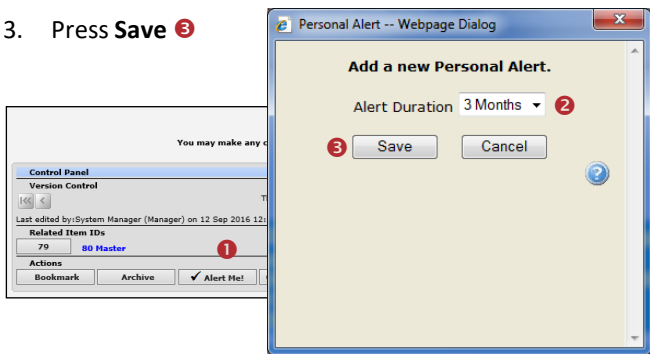 3. Press Save ❸
Personal Alert -- Webpage Dialog
Add a new Personal Alert.
Alert Duration 3 Months ❷
❸ Save Cancel
You may make any c
Control Panel
Version Control
Last edited by:System Manager (Manager) on 12 Sep 2016 12:
Related Item IDs
79 80 Master
❶
Actions
Bookmark Archive ✓ Alert Me!